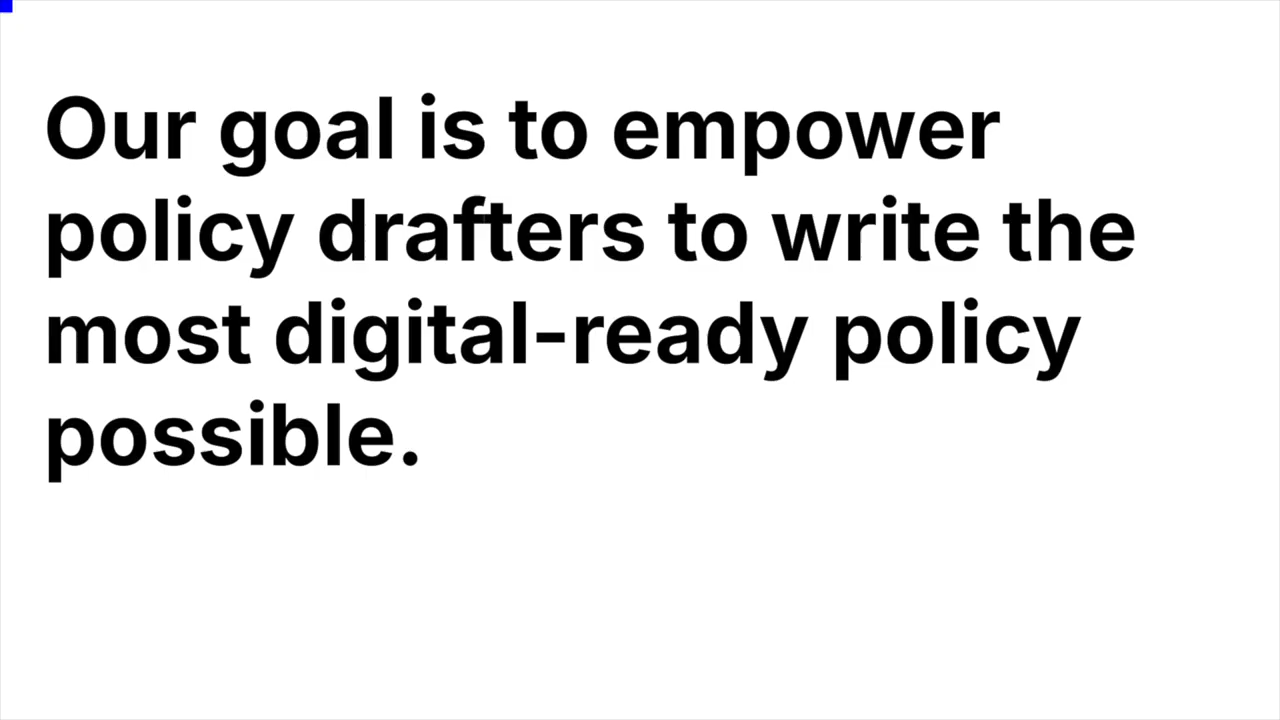 Our goal is to empower
policy drafters to write the
most digital-ready policy
possible.